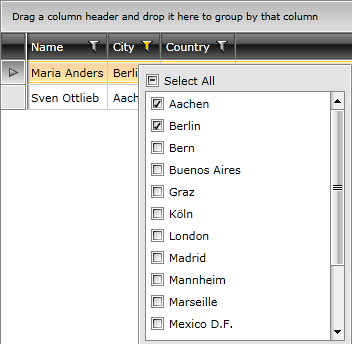 Drag a column header and drop it here to group by that column
Name City Country
Maria Anders Berli
Sven Ottlieb Aach
Select All
Aachen
Berlin
Bern
Buenos Aires
Graz
Köln
London
Madrid
Mannheim
Marseille
Mexico D.F.